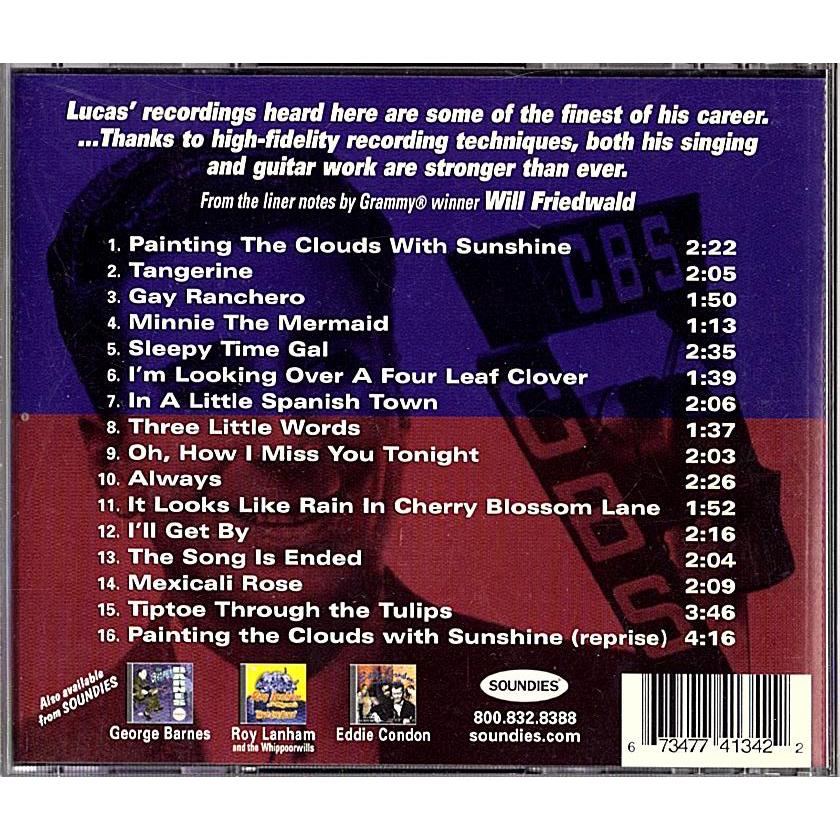 Lucas' recordings heard here are some of the finest of his career.
...Thanks to high-fidelity recording techniques, both his singing
and guitar work are stronger than ever.
From the liner notes by Grammy® winner Will Friedwald
1. Painting The Clouds With Sunshine 2:22
2. Tangerine 2:05
3. Gay Ranchero 1:50
4. Minnie The Mermaid 1:13
5. Sleepy Time Gal 2:35
6. I'm Looking Over A Four Leaf Clover 1:39
7. In A Little Spanish Town 2:06
8. Three Little Words 1:37
9. Oh, How I Miss You Tonight 2:03
10. Always 2:26
11. It Looks Like Rain In Cherry Blossom Lane 1:52
12. I'll Get By 2:16
13. The Song Is Ended 2:04
14. Mexicali Rose 2:09
15. Tiptoe Through the Tulips 3:46
16. Painting the Clouds with Sunshine (reprise) 4:16
CBS
CBS
Also available
from SOUNDIES
George Barnes
Roy Lanham
and the Whippoorwills
Eddie Condon
SOUNDIES
800.832.8388
soundies.com
6 73477 41342 2